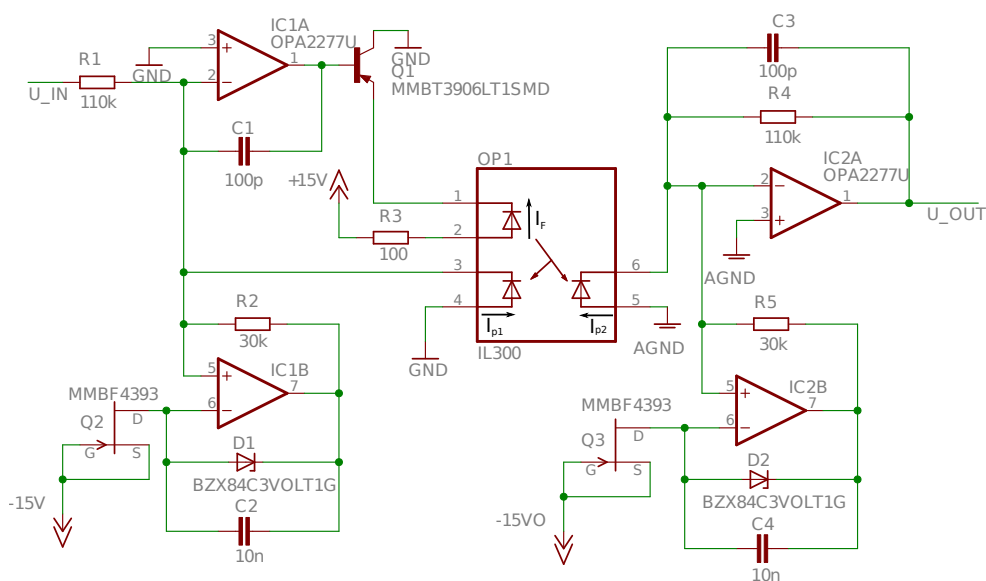 IC1A
OPA2277U
3
2
1
+
−
GND
R1
U_IN
110k
GND
Q1
MMBT3906LT1SMD
C1
100p
+15V
R3
100
OP1
1
2
3
4
6
5
I_F
I_p1
I_p2
IL300
GND
AGND
C3
100p
R4
110k
IC2A
OPA2277U
2
3
1
−
+
U_OUT
AGND
R2
30k
IC1B
5
6
7
+
−
MMBF4393
Q2
D
G
S
-15V
D1
BZX84C3VOLT1G
C2
10n
R5
30k
IC2B
5
6
7
+
−
MMBF4393
Q3
D
G
S
-15VO
D2
BZX84C3VOLT1G
C4
10n